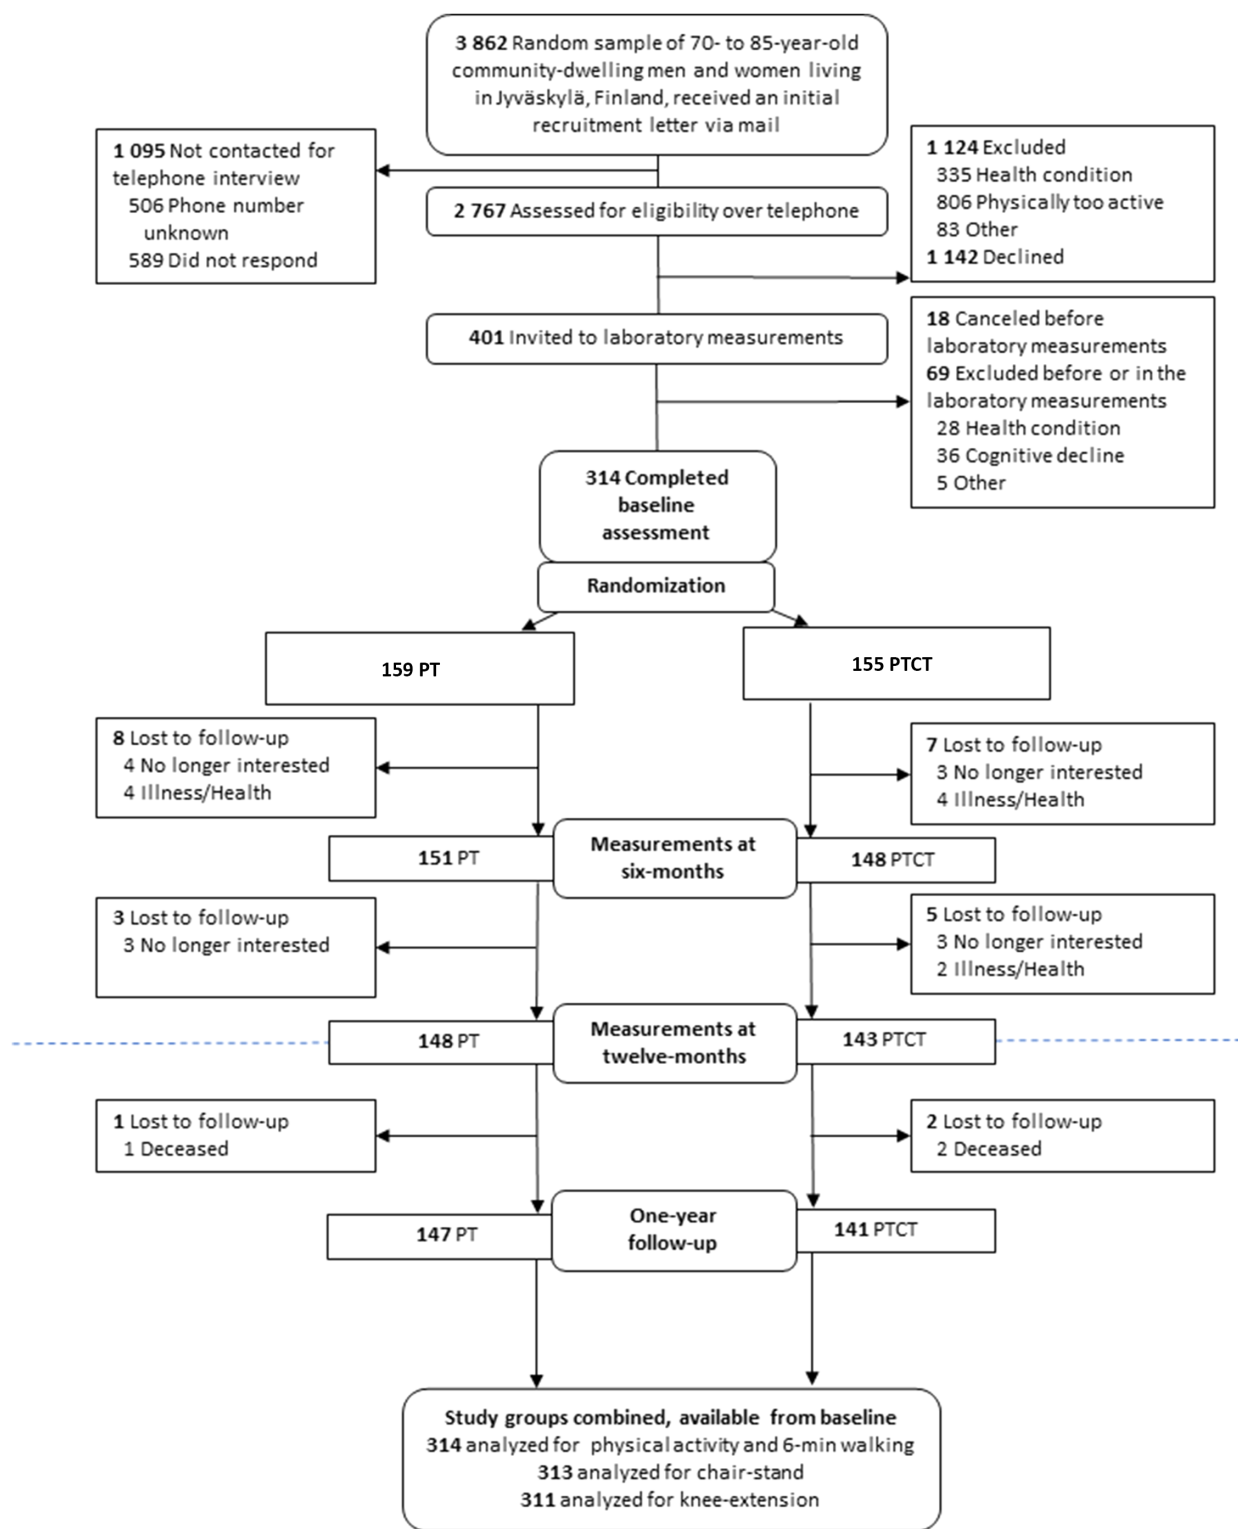 3 862 Random sample of 70- to 85-year-old
community-dwelling men and women living
in Jyväskylä, Finland, received an initial
recruitment letter via mail
1 095 Not contacted for
telephone interview
506 Phone number
unknown
589 Did not respond
1 124 Excluded
335 Health condition
806 Physically too active
83 Other
1 142 Declined
2 767 Assessed for eligibility over telephone
401 Invited to laboratory measurements
18 Canceled before
laboratory measurements
69 Excluded before or in the
laboratory measurements
28 Health condition
36 Cognitive decline
5 Other
314 Completed
baseline
assessment
Randomization
159 PT
155 PTCT
8 Lost to follow-up
4 No longer interested
4 Illness/Health
7 Lost to follow-up
3 No longer interested
4 Illness/Health
151 PT
Measurements at
six-months
148 PTCT
3 Lost to follow-up
3 No longer interested
5 Lost to follow-up
3 No longer interested
2 Illness/Health
148 PT
Measurements at
twelve-months
143 PTCT
1 Lost to follow-up
1 Deceased
2 Lost to follow-up
2 Deceased
147 PT
One-year
follow-up
141 PTCT
Study groups combined, available from baseline
314 analyzed for physical activity and 6-min walking
313 analyzed for chair-stand
311 analyzed for knee-extension